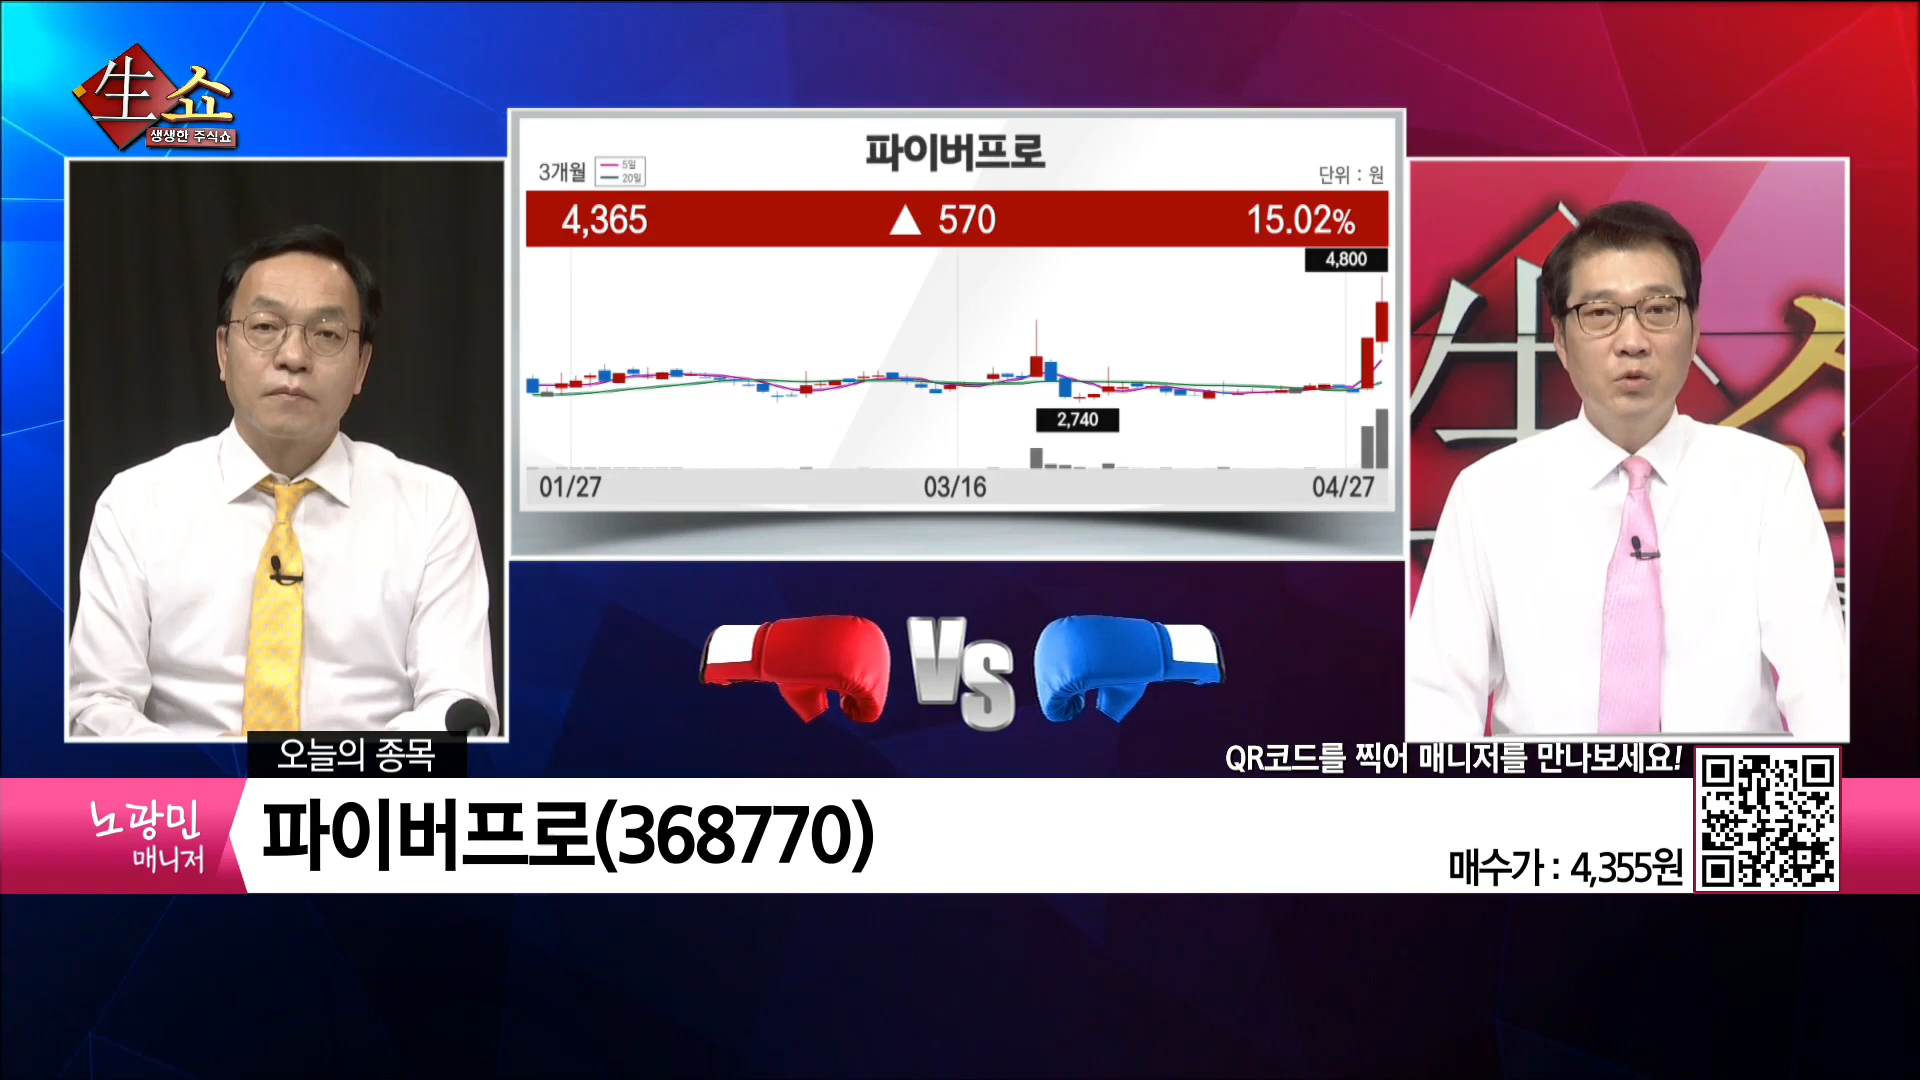 生쇼
생생한 주식쇼
파이버프로
3개월
5일
20일
단위 : 원
4,365 ▲ 570 15.02%
4,800
2,740
01/27 03/16 04/27
生쇼
VS
오늘의 종목
QR코드를 찍어 매니저를 만나보세요!
노광민
매니저
파이버프로(368770)
매수가 : 4,355원